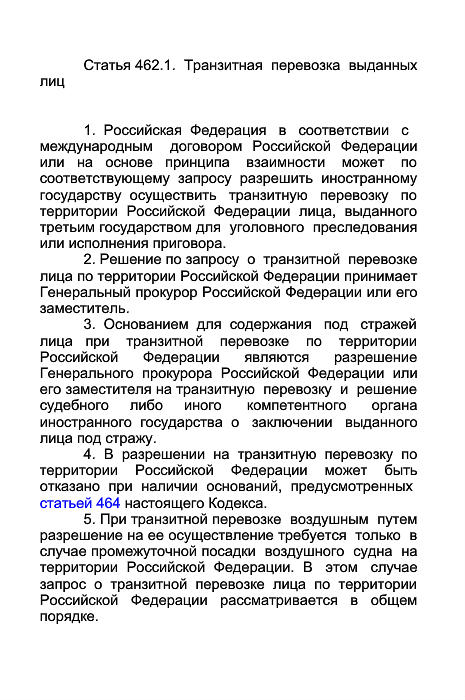 Статья 462.1. Транзитная перевозка выданных
лиц
1. Российская Федерация в соответствии с
международным договором Российской Федерации
или на основе принципа взаимности может по
соответствующему запросу разрешить иностранному
государству осуществить транзитную перевозку по
территории Российской Федерации лица, выданного
третьим государством для уголовного преследования
или исполнения приговора.
2. Решение по запросу о транзитной перевозке
лица по территории Российской Федерации принимает
Генеральный прокурор Российской Федерации или его
заместитель.
3. Основанием для содержания под стражей
лица при транзитной перевозке по территории
Российской Федерации являются разрешение
Генерального прокурора Российской Федерации или
его заместителя на транзитную перевозку и решение
судебного либо иного компетентного органа
иностранного государства о заключении выданного
лица под стражу.
4. В разрешении на транзитную перевозку по
территории Российской Федерации может быть
отказано при наличии оснований, предусмотренных
статьей 464 настоящего Кодекса.
5. При транзитной перевозке воздушным путем
разрешение на ее осуществление требуется только в
случае промежуточной посадки воздушного судна на
территории Российской Федерации. В этом случае
запрос о транзитной перевозке лица по территории
Российской Федерации рассматривается в общем
порядке.